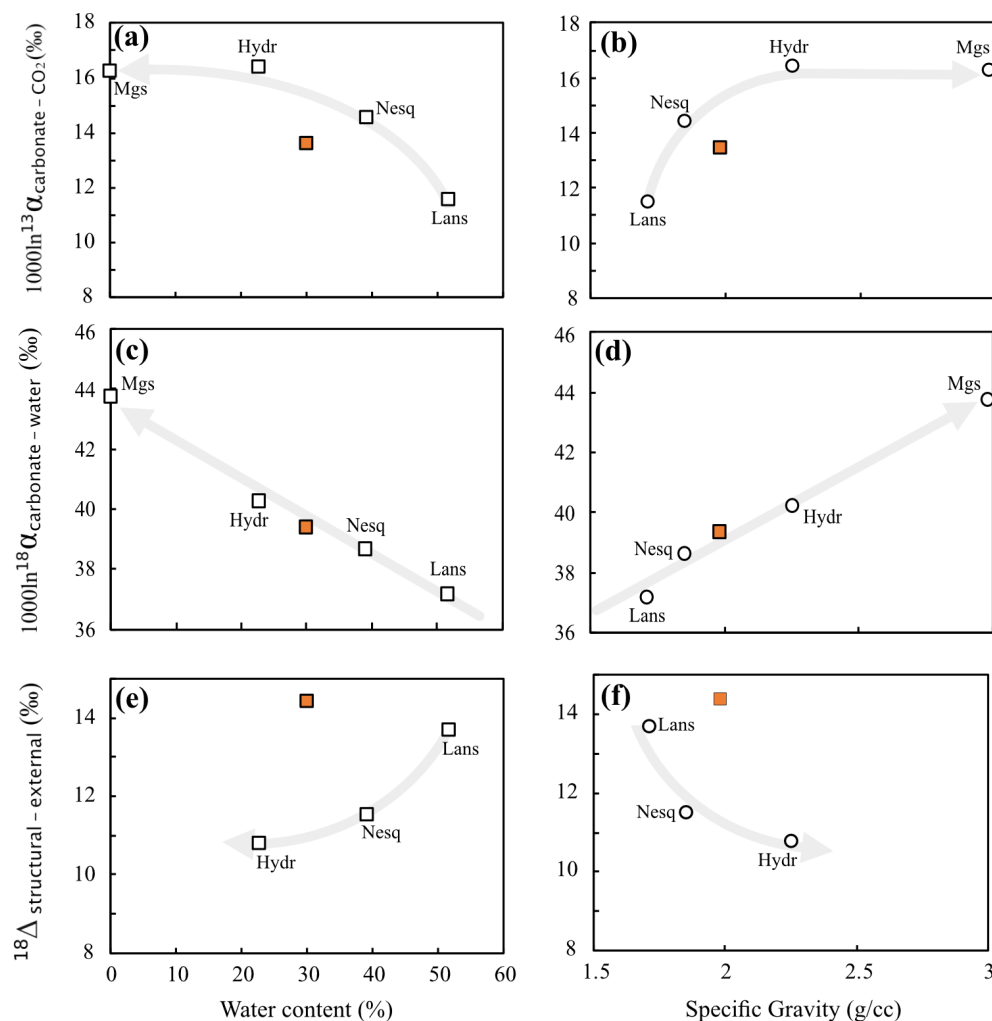 1000ln¹³αcarbonate – CO₂(‰)
18
16
14
12
10
8
(a)
Hydr
Mgs
Nesq
Lans
18
16
14
12
10
8
(b)
Hydr
Mgs
Nesq
Lans
1000ln¹⁸αcarbonate – water (‰)
46
44
42
40
38
36
(c)
Mgs
Hydr
Nesq
Lans
46
44
42
40
38
36
(d)
Mgs
Hydr
Nesq
Lans
¹⁸Δ structural – external (‰)
14
12
10
8
(e)
Lans
Nesq
Hydr
0 10 20 30 40 50 60
Water content (%)
14
12
10
8
(f)
Lans
Nesq
Hydr
1.5 2 2.5 3
Specific Gravity (g/cc)